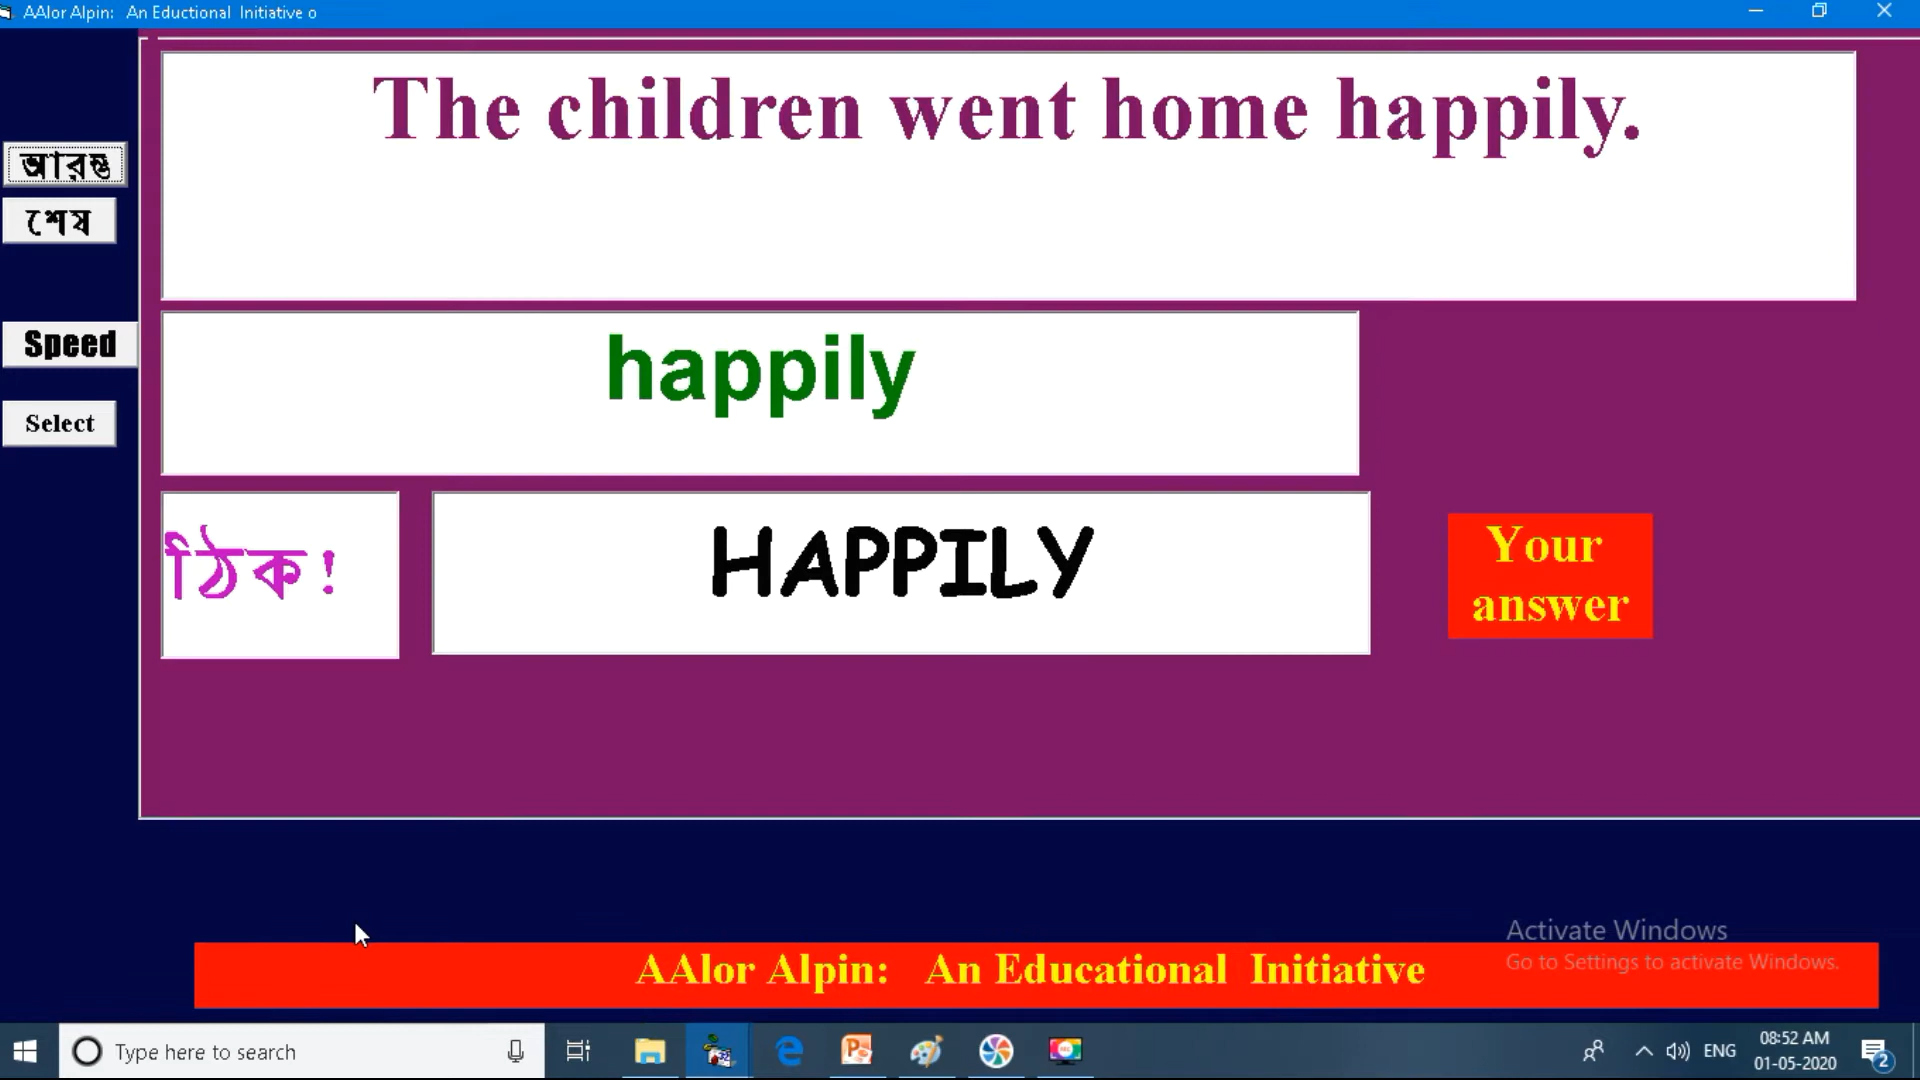 AAlor Alpin: An Eductional Initiative o
The children went home happily.
আরম্ভ
শেষ
Speed
happily
Select
ঠিক!
HAPPILY
Your
answer
Activate Windows
Go to Settings to activate Windows.
AAlor Alpin: An Educational Initiative
Type here to search
ENG
08:52 AM
01-05-2020
2